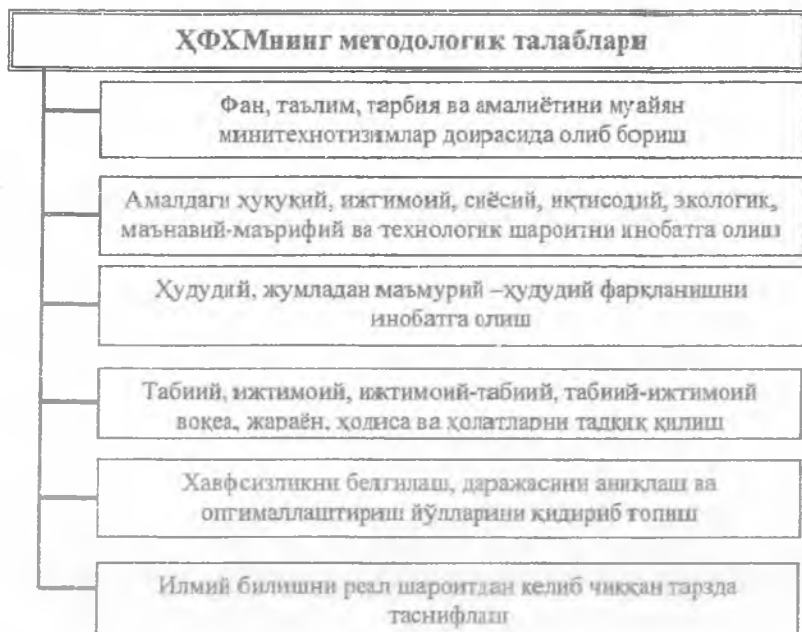 ҲФХМнинг методологик талаблари
Фан, таълим, тарбия ва амалиётини муайян
минитехнотизимлар доирасида олиб бориш
Амалдаги ҳуқуқий, ижтимоий, сиёсий, иқтисодий, экологик,
маънавий-маърифий ва технологик шароитни инобатга олиш
Ҳудудий, жумладан маъмурий –ҳудудий фарқланишни
инобатга олиш
Табиий, ижтимоий, ижтимоий-табиий, табиий-ижтимоий
воқеа, жараён, ҳодиса ва ҳолатларни тадқиқ қилиш
Хавфсизликни белгилаш, даражасини аниқлаш ва
оптималлаштириш йўлларини қидириб топиш
Илмий билишни реал шароитдан келиб чиққан тарзда
таснифлаш